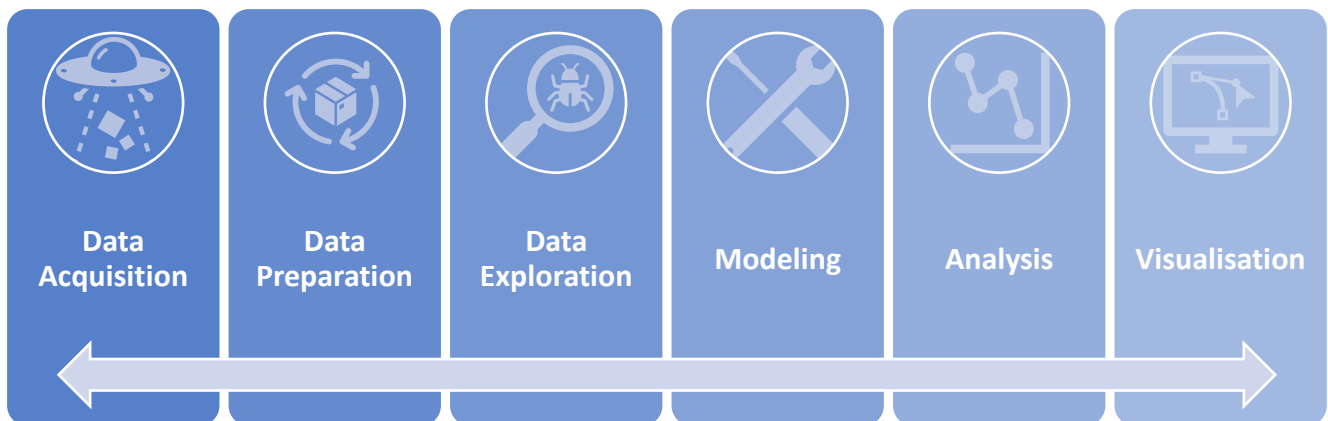 Data
Acquisition
Data
Preparation
Data
Exploration
Modeling
Analysis
Visualisation